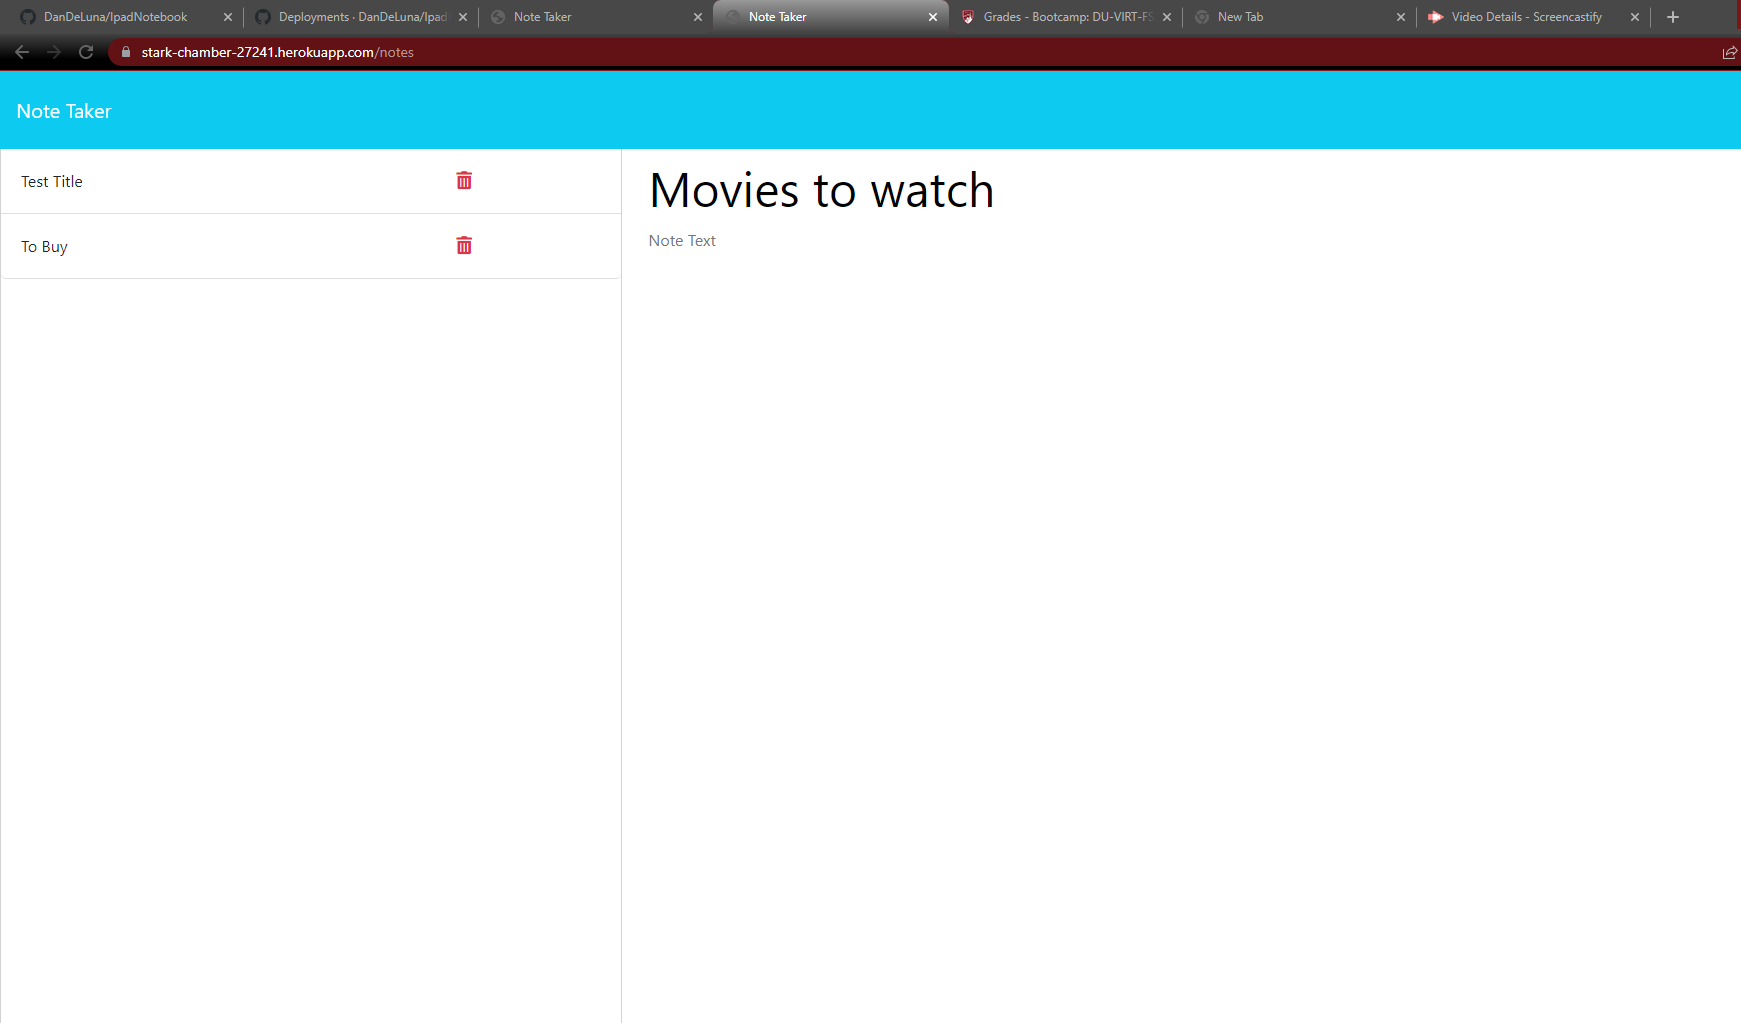 DanDeLuna/IpadNotebook
Deployments · DanDeLuna/Ipad
Note Taker
Note Taker
Grades - Bootcamp: DU-VIRT-FS
New Tab
Video Details - Screencastify
stark-chamber-27241.herokuapp.com/notes
Note Taker
Test Title
To Buy
Movies to watch
Note Text